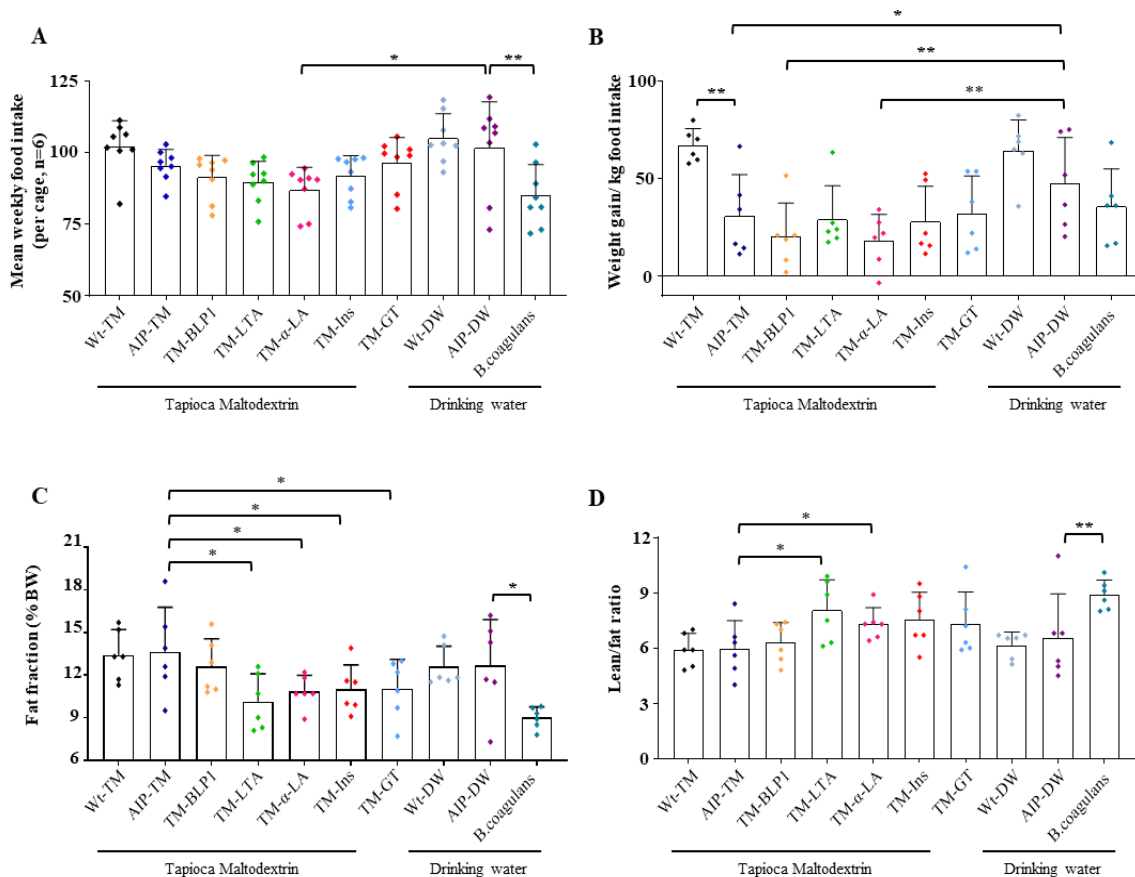 A
Mean weekly food intake
(per cage, n=6)
125
100
75
50
*
**
Wt-TM
AIP-TM
TM-BLP1
TM-LTA
TM-α-LA
TM-Ins
TM-GT
Wt-DW
AIP-DW
B.coagulans
Tapioca Maltodextrin
Drinking water
B
Weight gain/ kg food intake
100
50
0
*
**
**
**
Wt-TM
AIP-TM
TM-BLP1
TM-LTA
TM-α-LA
TM-Ins
TM-GT
Wt-DW
AIP-DW
B.coagulans
Tapioca Maltodextrin
Drinking water
C
Fat fraction (%BW)
21
18
15
12
9
6
*
*
*
*
*
Wt-TM
AIP-TM
TM-BLP1
TM-LTA
TM-α-LA
TM-Ins
TM-GT
Wt-DW
AIP-DW
B.coagulans
Tapioca Maltodextrin
Drinking water
D
Lean/fat ratio
12
9
6
3
0
*
*
**
Wt-TM
AIP-TM
TM-BLP1
TM-LTA
TM-α-LA
TM-Ins
TM-GT
Wt-DW
AIP-DW
B.coagulans
Tapioca Maltodextrin
Drinking water